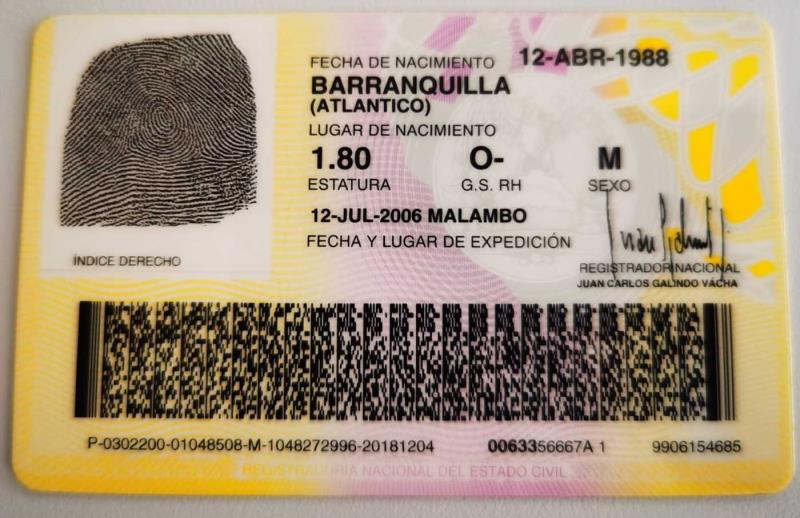 FECHA DE NACIMIENTO 12-ABR-1988
BARRANQUILLA
(ATLANTICO)
LUGAR DE NACIMIENTO
1.80 O- M
ESTATURA G.S. RH SEXO
12-JUL-2006 MALAMBO
FECHA Y LUGAR DE EXPEDICIÓN
ÍNDICE DERECHO
REGISTRADOR NACIONAL
JUAN CARLOS GALINDO VÁCHA
P-0302200-01048508-M-1048272996-20181204 0063356667A 1 9906154685
REGISTRADURÍA NACIONAL DEL ESTADO CIVIL